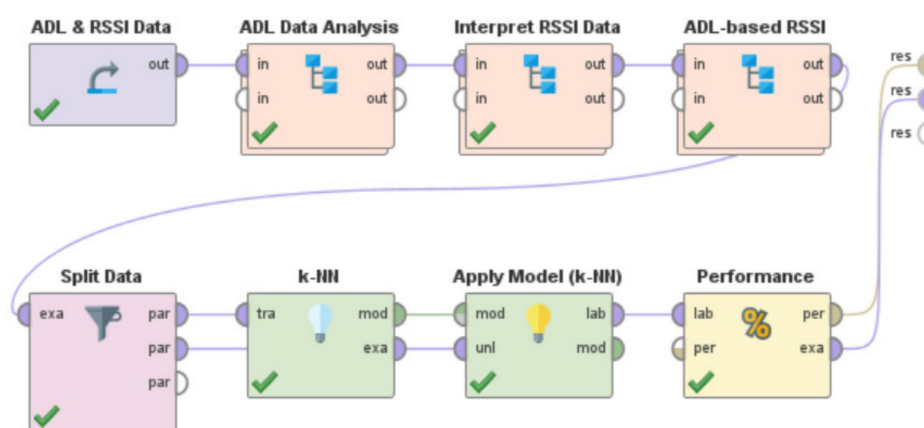 ADL & RSSI Data
ADL Data Analysis
Interpret RSSI Data
ADL-based RSSI
out
in
out
in
out
in
out
in
out
in
out
in
out
res
res
res
Split Data
k-NN
Apply Model (k-NN)
Performance
exa
par
par
par
tra
mod
exa
mod
lab
unl
mod
lab
per
per
exa
%